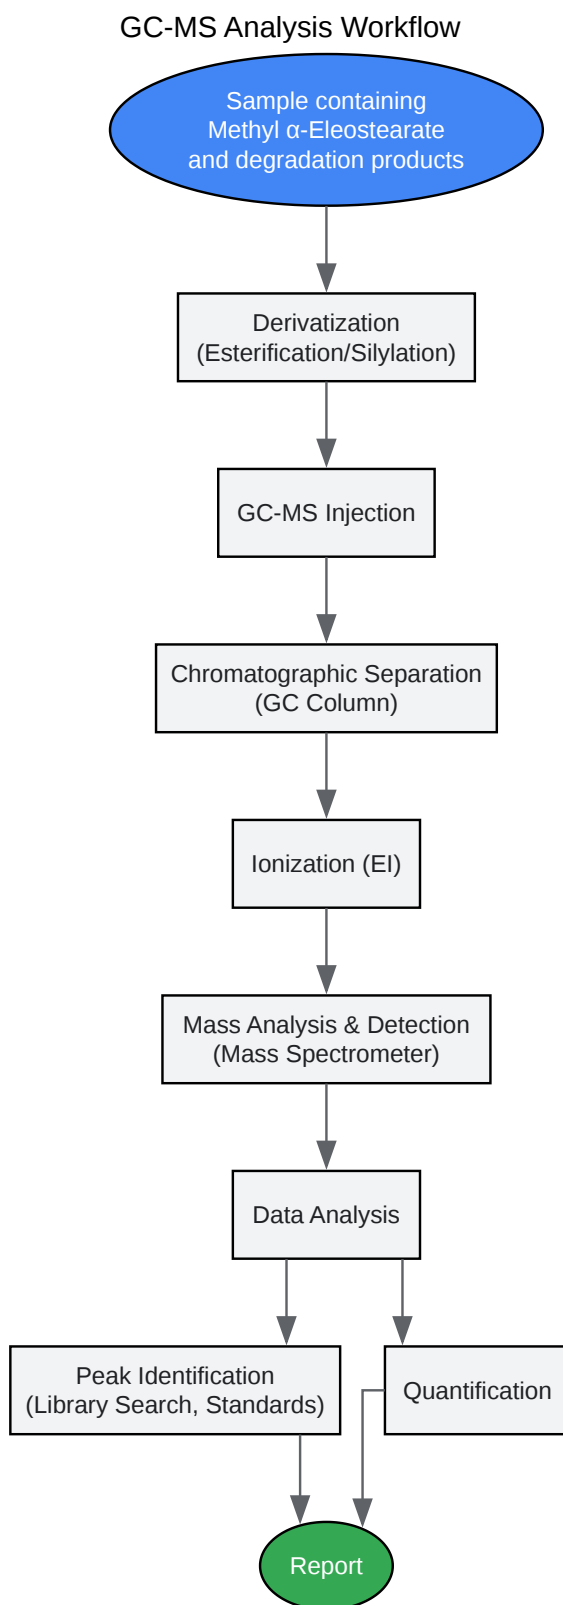 GC-MS Analysis Workflow
Sample containing
Methyl α-Eleostearate
and degradation products
Derivatization
(Esterification/Silylation)
GC-MS Injection
Chromatographic Separation
(GC Column)
Ionization (EI)
Mass Analysis & Detection
(Mass Spectrometer)
Data Analysis
Peak Identification
(Library Search, Standards)
Quantification
Report